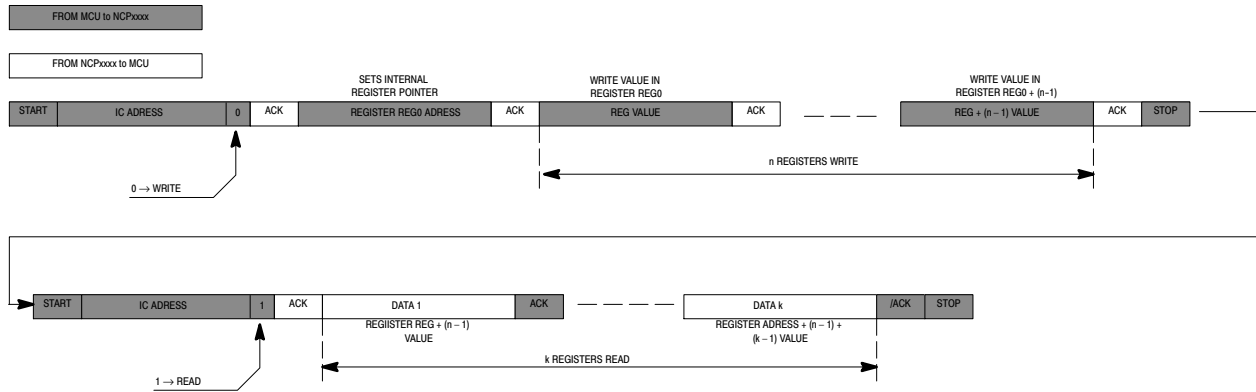 FROM MCU to NCPxxxx
FROM NCPxxxx to MCU
SETS INTERNAL
REGISTER POINTER
WRITE VALUE IN
REGISTER REG0
WRITE VALUE IN
REGISTER REG0 + (n−1)
START IC ADRESS 0 ACK REGISTER REG0 ADRESS ACK REG VALUE ACK REG + (n − 1) VALUE ACK STOP
n REGISTERS WRITE
0 → WRITE
START IC ADRESS 1 ACK DATA 1 ACK DATA k /ACK STOP
REGIISTER REG + (n − 1)
VALUE
REGISTER ADRESS + (n − 1) +
(k − 1) VALUE
k REGISTERS READ
1 → READ